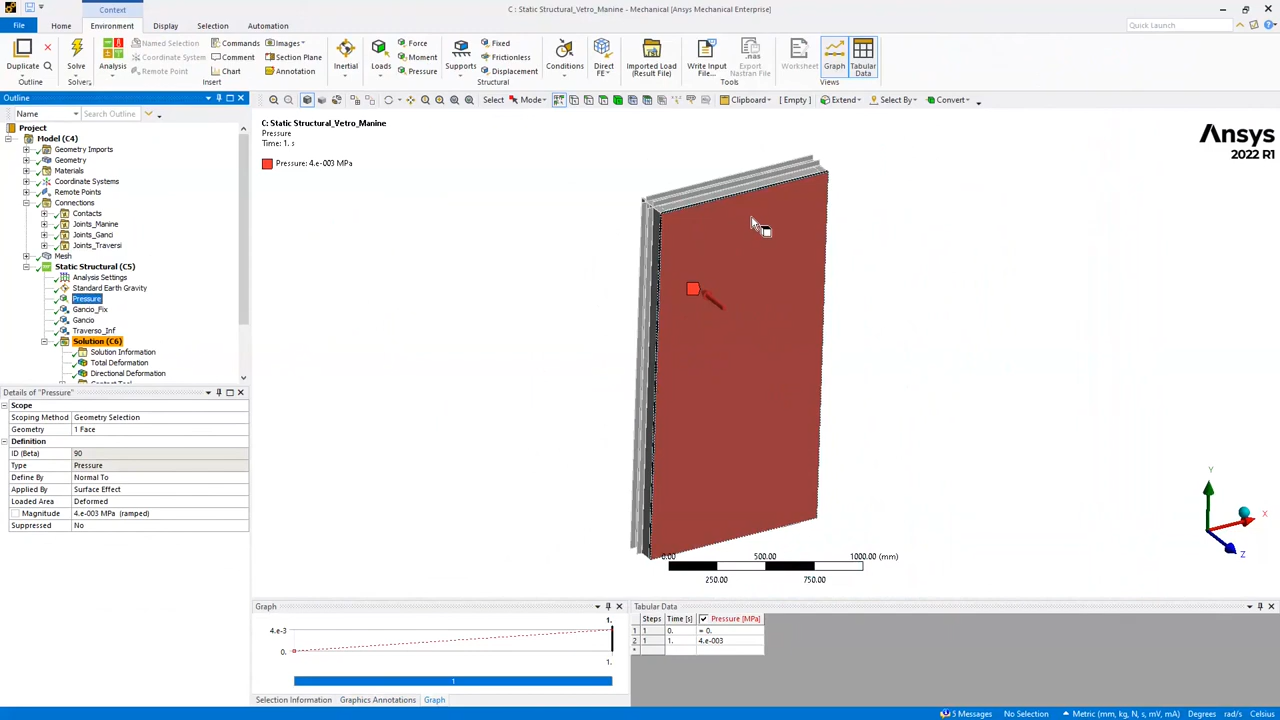 Context
C : Static Structural_Vetro_Manine - Mechanical [Ansys Mechanical Enterprise]
File Home Environment Display Selection Automation
Quick Launch
Duplicate Solve Analysis Named Selection Commands Images Inertial Loads Force Supports Fixed Conditions Direct Imported Load Write Input Export Worksheet Graph Tabular
Coordinate System Comment Section Plane Moment Frictionless FE (Result File) File... Nastran File Data
Remote Point Chart Annotation Pressure Displacement
Outline Solver Insert Structural Tools Views
Outline
Select Mode Clipboard [ Empty ] Extend Select By Convert
Name Search Outline
Project
Model (C4)
Geometry Imports
Geometry
Materials
Coordinate Systems
Remote Points
Connections
Contacts
Joints_Manine
Joints_Ganci
Joints_Traversi
Mesh
Static Structural (C5)
Analysis Settings
Standard Earth Gravity
Pressure
Gancio_Fix
Gancio
Traverso_Inf
Solution (C6)
Solution Information
Total Deformation
Directional Deformation
Contact Tool
Details of "Pressure"
Scope
Scoping Method Geometry Selection
Geometry 1 Face
Definition
ID (Beta) 90
Type Pressure
Define By Normal To
Applied By Surface Effect
Loaded Area Deformed
Magnitude 4.e-003 MPa (ramped)
Suppressed No
C: Static Structural_Vetro_Manine
Pressure
Time: 1. s
Pressure: 4.e-003 MPa
Ansys
2022 R1
Y
X
Z
0.00 500.00 1000.00 (mm)
250.00 750.00
Graph
1.
4.e-3
0.
1.
1
Selection Information Graphics Annotations Graph
Tabular Data
Steps Time [s] Pressure [MPa]
1 1 0. = 0.
2 1 1. 4.e-003
*
5 Messages No Selection Metric (mm, kg, N, s, mV, mA) Degrees rad/s Celsius